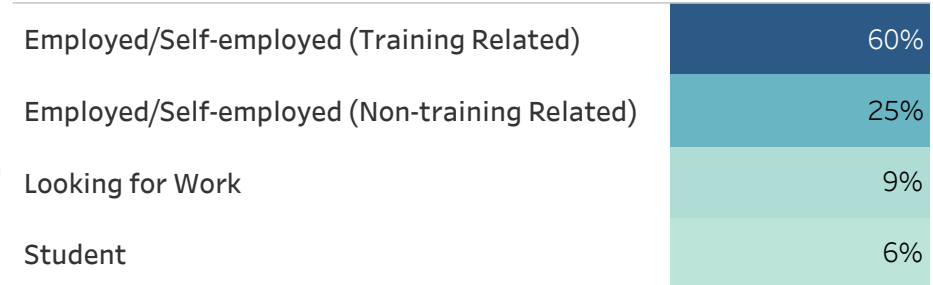 Employed/Self-employed (Training Related) 60%
Employed/Self-employed (Non-training Related) 25%
Looking for Work 9%
Student 6%